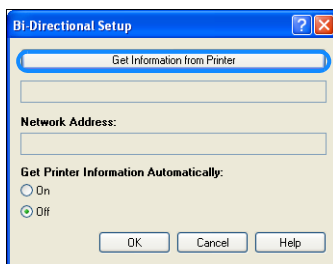 Bi-Directional Setup
Get Information from Printer
Network Address:
Get Printer Information Automatically:
On
Off
OK Cancel Help